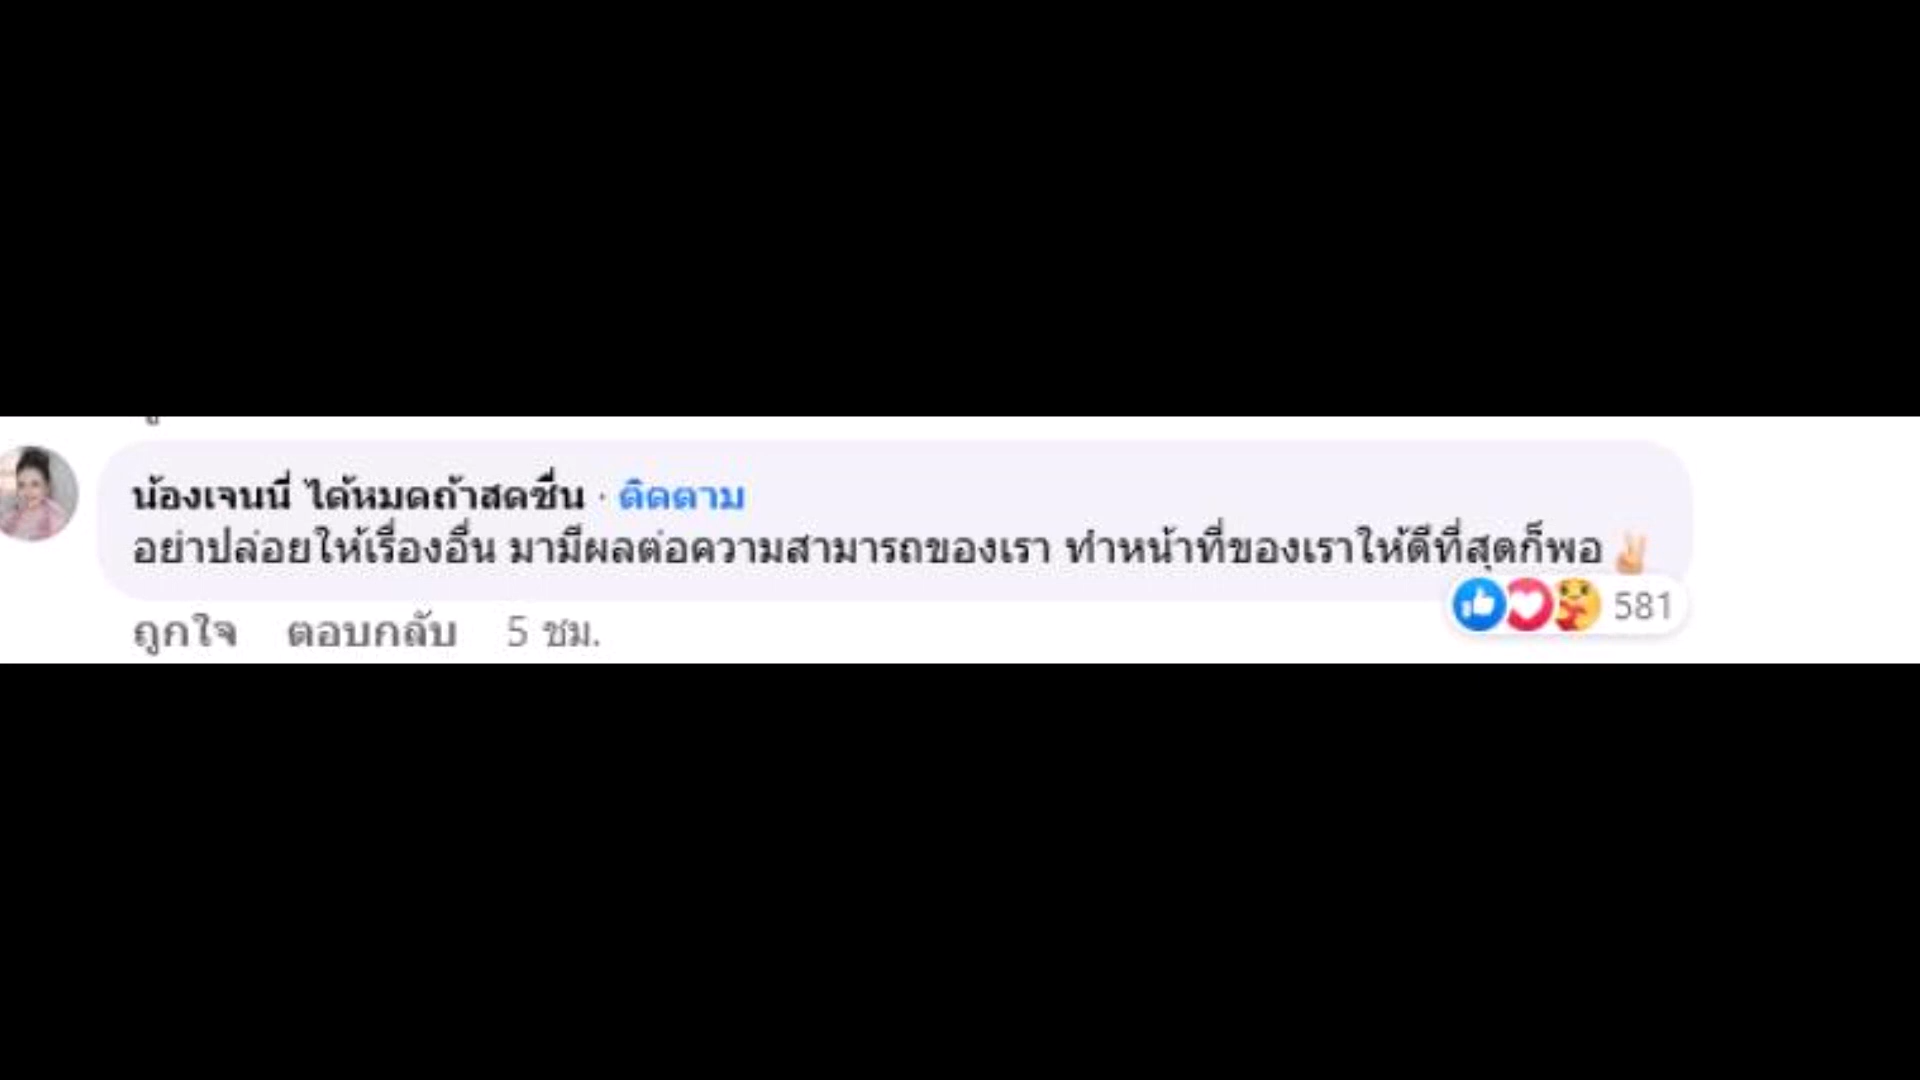 น้องเจนนี่ ได้หมดถ้าสดชื่น · ติดตาม
อย่าปล่อยให้เรื่องอื่น มามีผลต่อความสามารถของเรา ทำหน้าที่ของเราให้ดีที่สุดก็พอ✌🏻
581
ถูกใจ ตอบกลับ 5 ชม.